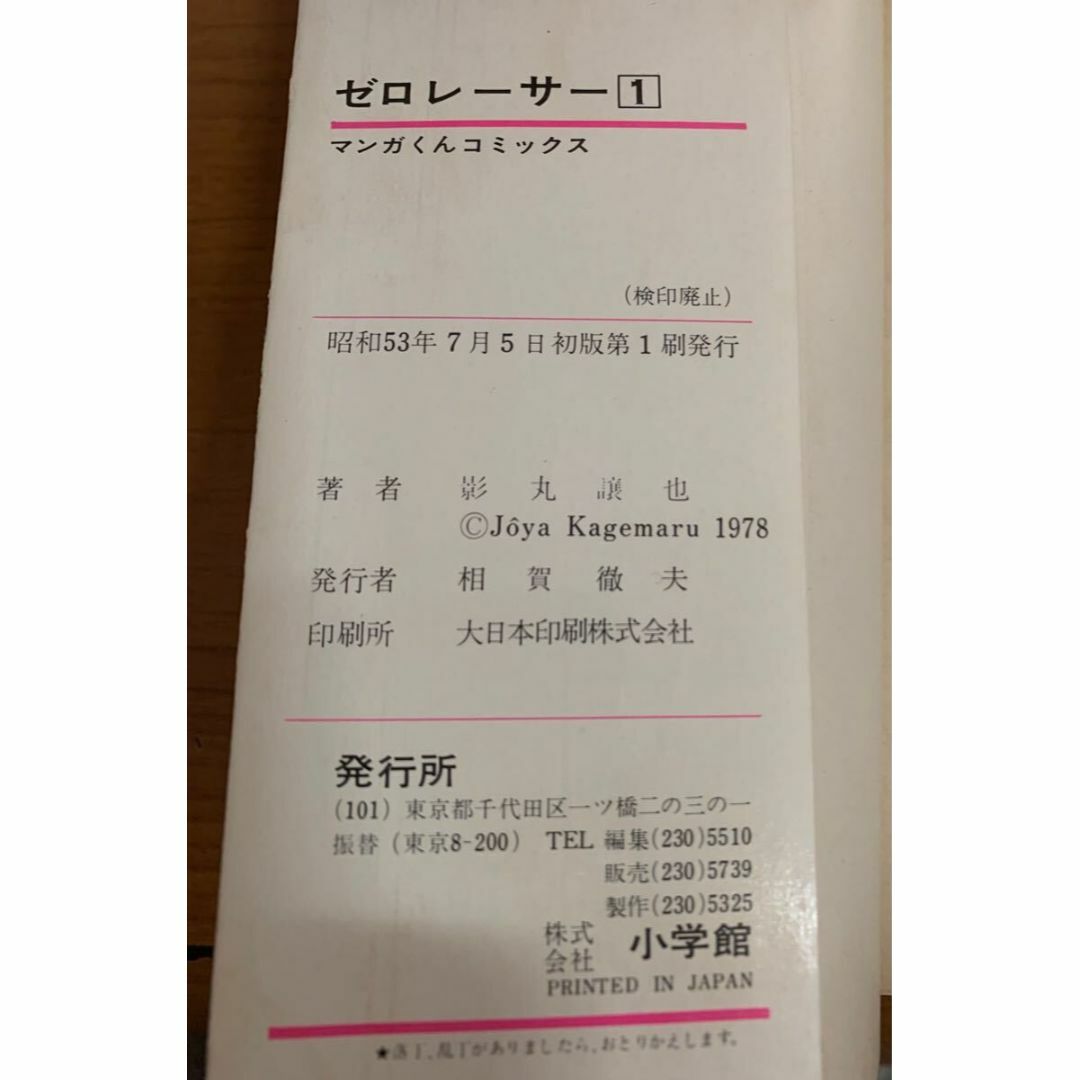 ゼロレーサー1
マンガくんコミックス
(検印廃止)
昭和53年7月5日初版第1刷発行
著者 影丸譲也
©Jôya Kagemaru 1978
発行者 相賀徹夫
印刷所 大日本印刷株式会社
発行所
(101) 東京都千代田区一ツ橋二の三の一
振替(東京8-200) TEL 編集(230)5510
販売(230)5739
製作(230)5325
株式会社 小学館
PRINTED IN JAPAN
★落丁、乱丁がありましたら、おとりかえします。